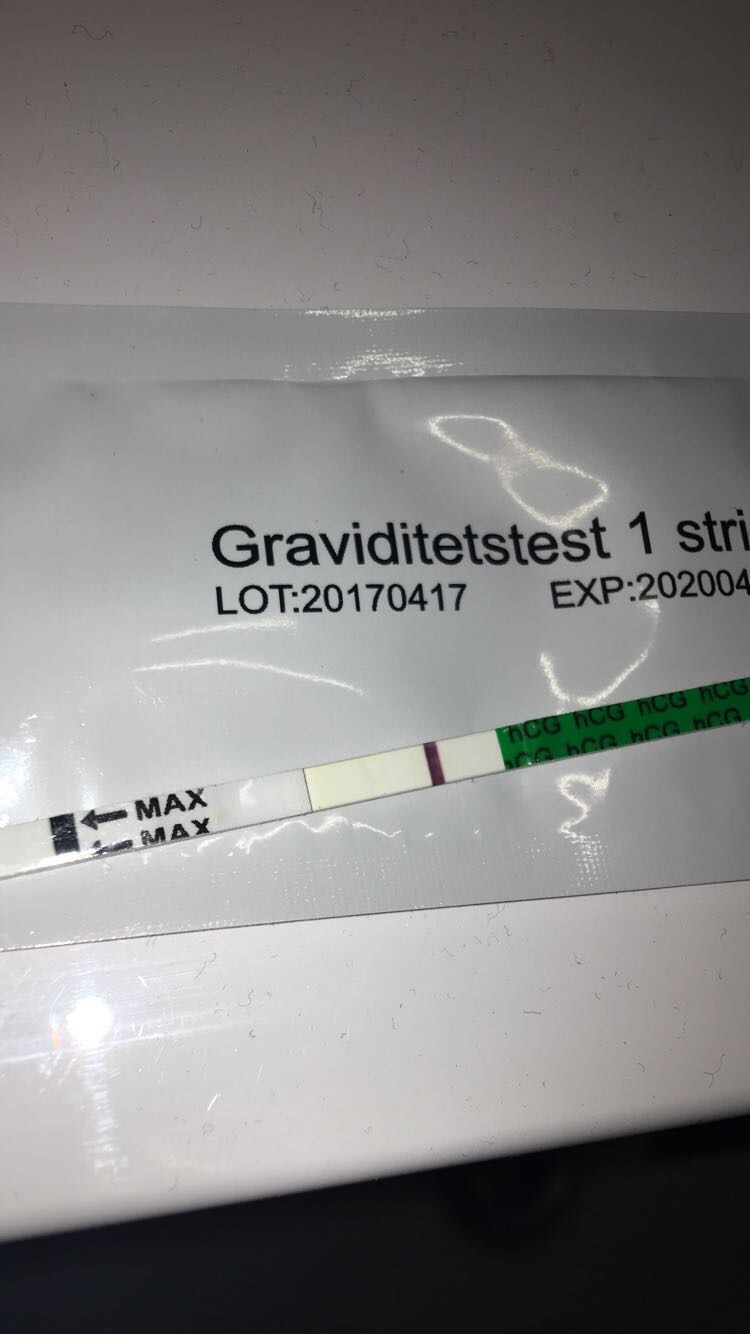 Graviditetstest 1 stri
LOT:20170417 EXP:202004
hCG hCG hCG hCG
hCG hCG hCG hCG
MAX
MAX